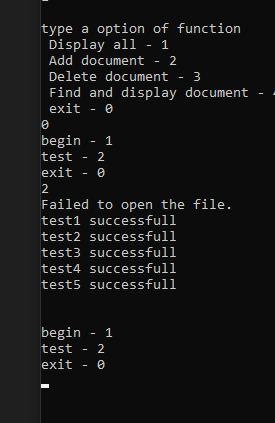 type a option of function
Display all - 1
Add document - 2
Delete document - 3
Find and display document -
exit - 0
0
begin - 1
test - 2
exit - 0
2
Failed to open the file.
test1 successfull
test2 successfull
test3 successfull
test4 successfull
test5 successfull
begin - 1
test - 2
exit - 0